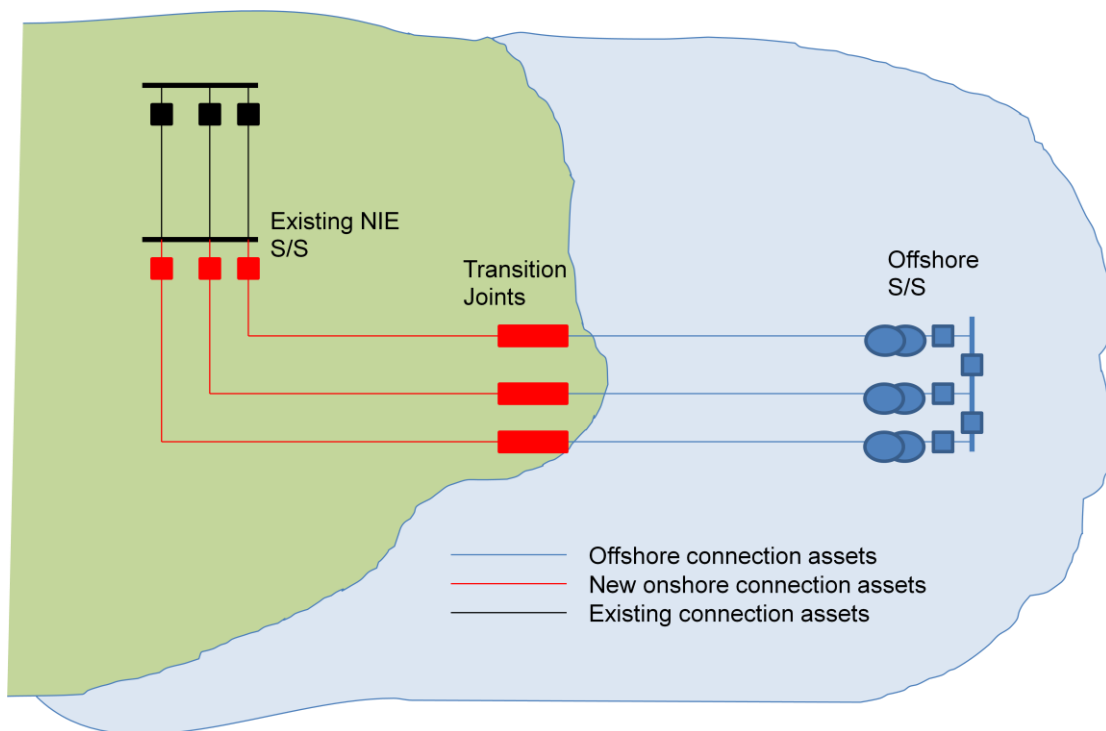 Existing NIE
S/S
Transition
Joints
Offshore
S/S
Offshore connection assets
New onshore connection assets
Existing connection assets